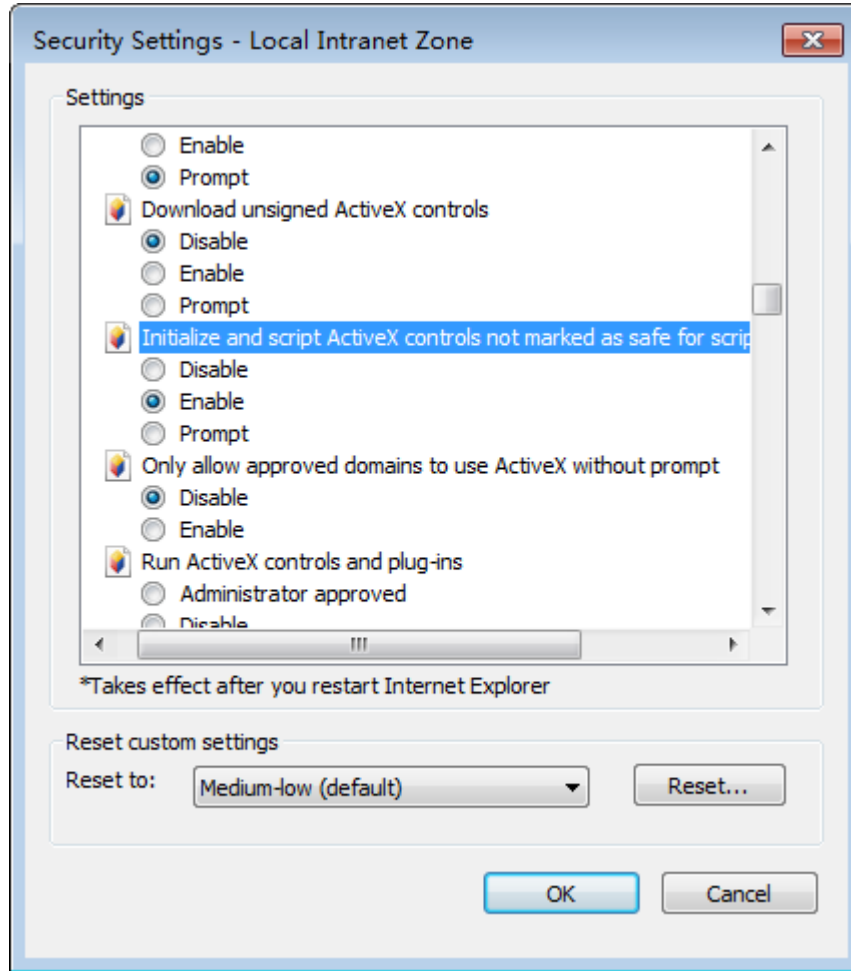 Security Settings - Local Intranet Zone
Settings
Enable
Prompt
Download unsigned ActiveX controls
Disable
Enable
Prompt
Initialize and script ActiveX controls not marked as safe for scrip
Disable
Enable
Prompt
Only allow approved domains to use ActiveX without prompt
Disable
Enable
Run ActiveX controls and plug-ins
Administrator approved
Disable
*Takes effect after you restart Internet Explorer
Reset custom settings
Reset to:
Medium-low (default)
Reset...
OK
Cancel